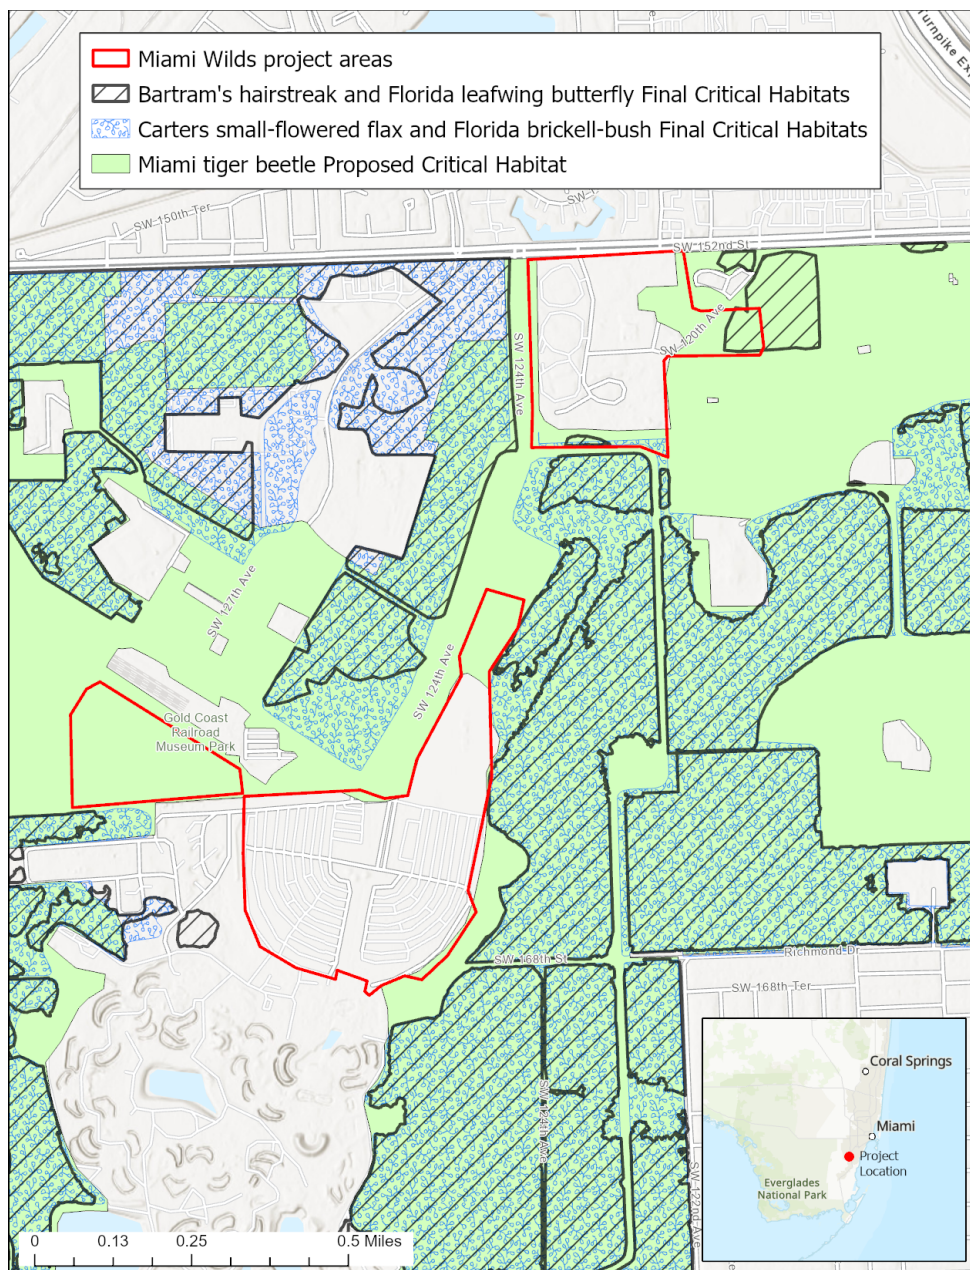 Turnpike Ex
Miami Wilds project areas
Bartram's hairstreak and Florida leafwing butterfly Final Critical Habitats
Carters small-flowered flax and Florida brickell-bush Final Critical Habitats
Miami tiger beetle Proposed Critical Habitat
SW 150th Ter
SW 152nd St
SW 124th Ave
SW 120th Ave
SW 127th Ave
SW 124th Ave
Gold Coast
Railroad
Museum Park
SW 168th St
Richmond Dr
SW 168th Ter
SW 124th Ave
SW 122nd Ave
Coral Springs
Miami
Project
Location
Everglades
National Park
0 0.13 0.25 0.5 Miles